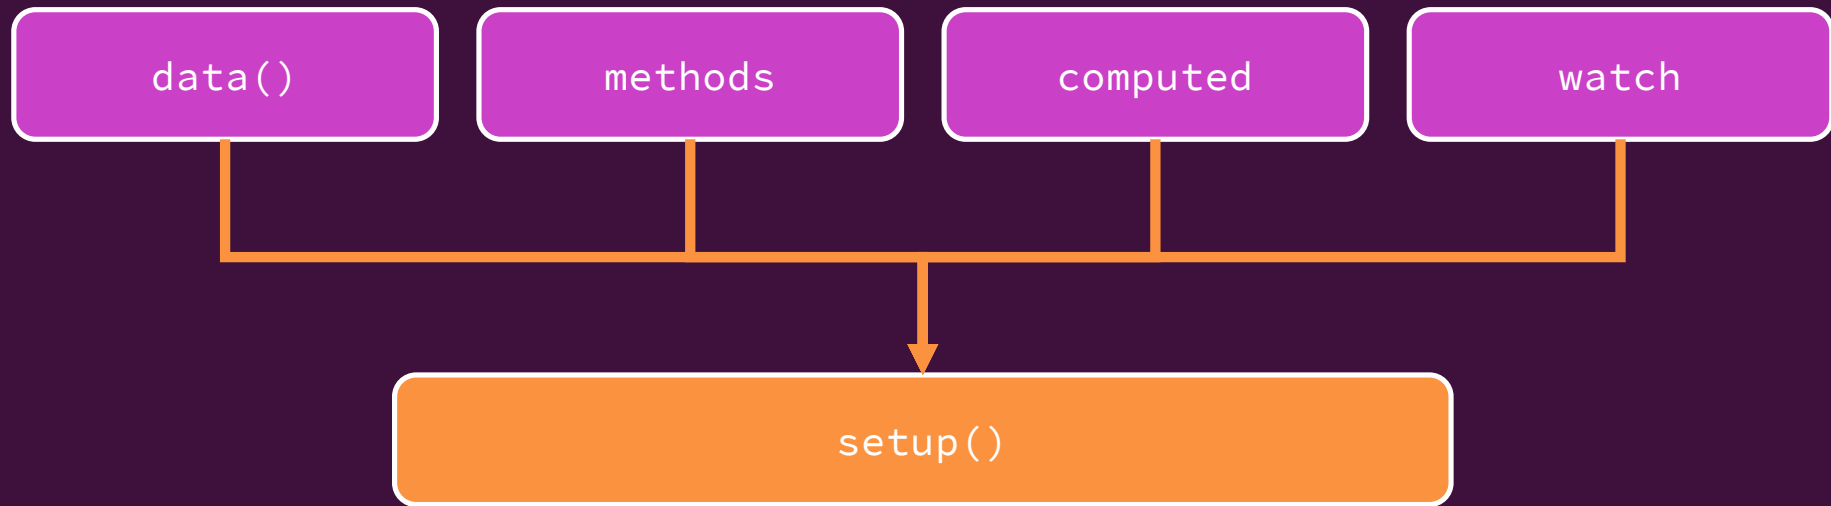 data()
methods
computed
watch
setup()